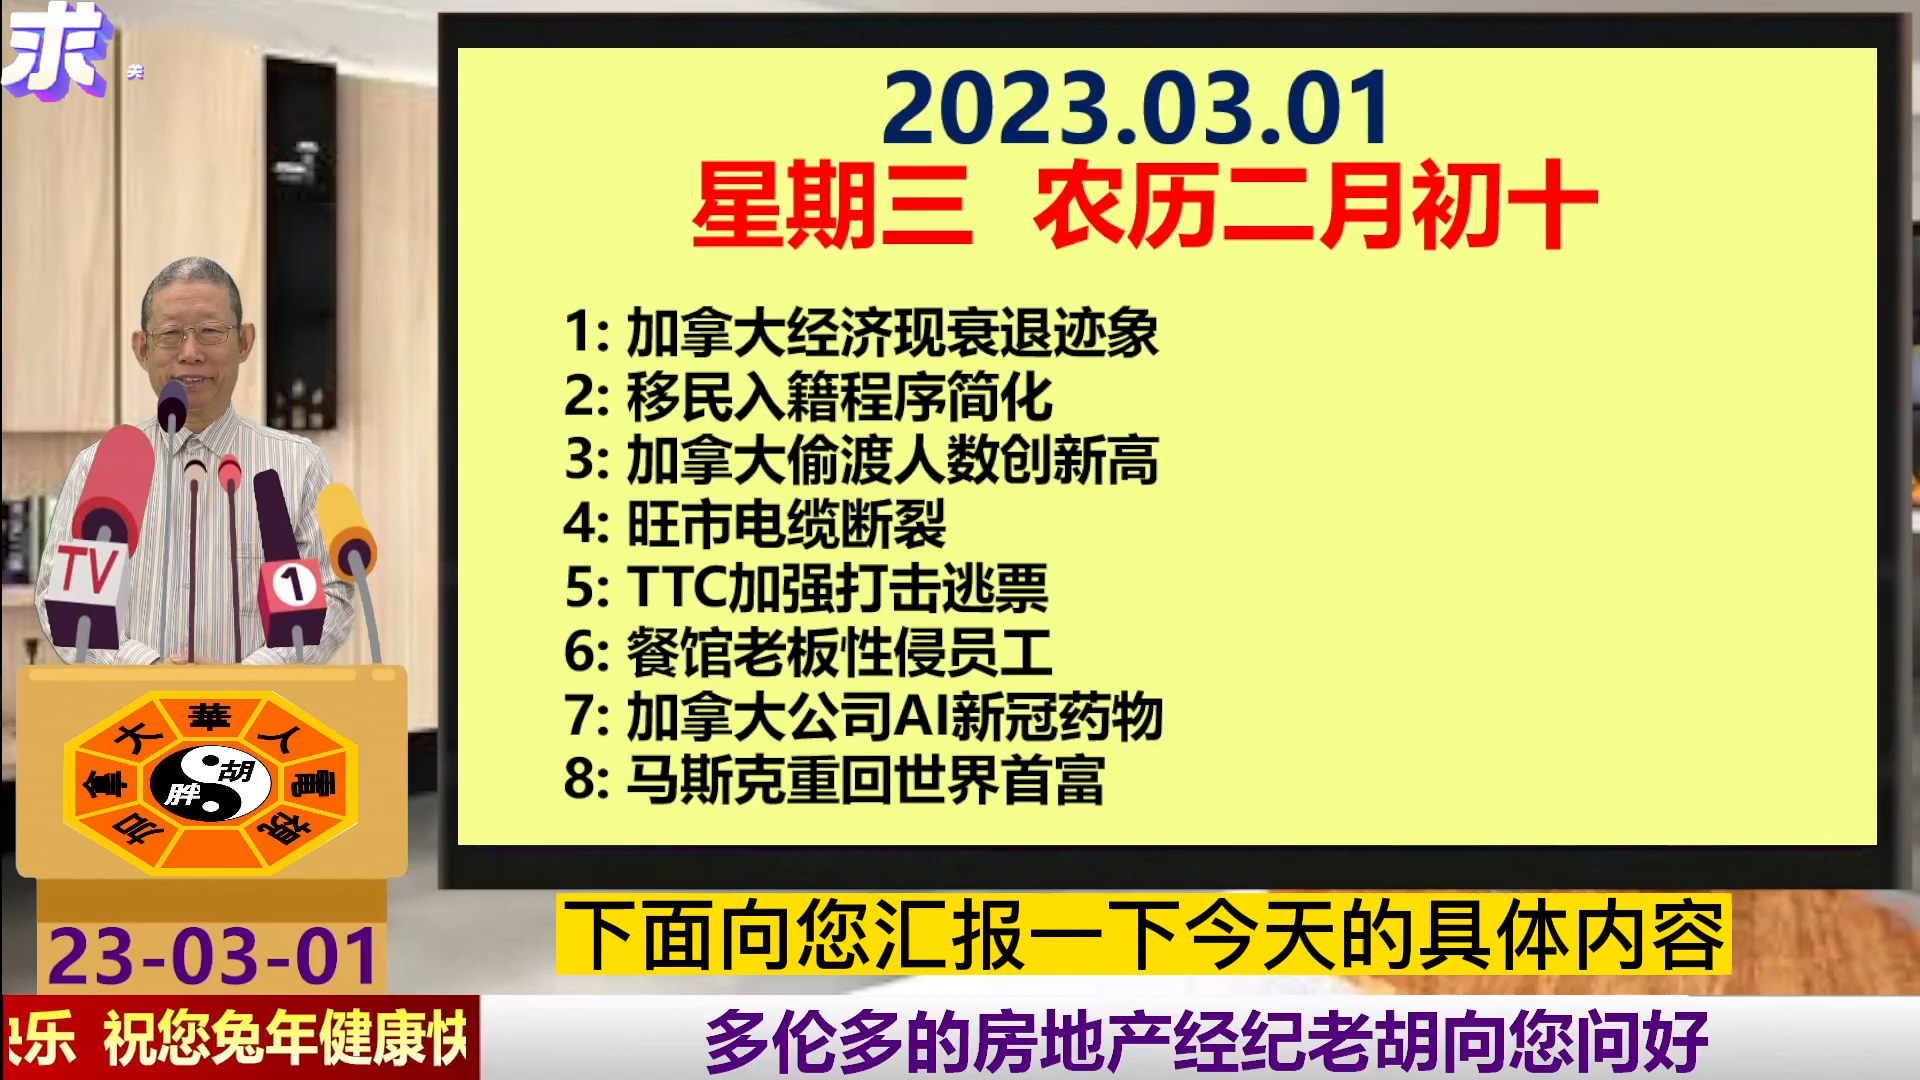 求
关
2023.03.01
星期三 农历二月初十
1: 加拿大经济现衰退迹象
2: 移民入籍程序简化
3: 加拿大偷渡人数创新高
4: 旺市电缆断裂
5: TTC加强打击逃票
6: 餐馆老板性侵员工
7: 加拿大公司AI新冠药物
8: 马斯克重回世界首富
TV
1
加拿大華人電視
胖胡
23-03-01
下面向您汇报一下今天的具体内容
快乐 祝您兔年健康快
多伦多的房地产经纪老胡向您问好